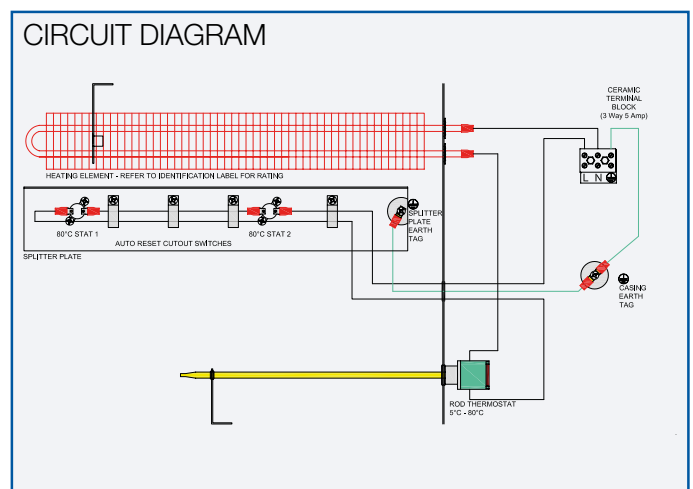 CIRCUIT DIAGRAM
CERAMIC
TERMINAL
BLOCK
(3 Way 5 Amp)
L N
HEATING ELEMENT - REFER TO IDENTIFICATION LABEL FOR RATING
80°C STAT 1
80°C STAT 2
AUTO RESET CUTOUT SWITCHES
SPLITTER
PLATE
EARTH
TAG
SPLITTER PLATE
CASING
EARTH
TAG
ROD THERMOSTAT
5°C - 80°C